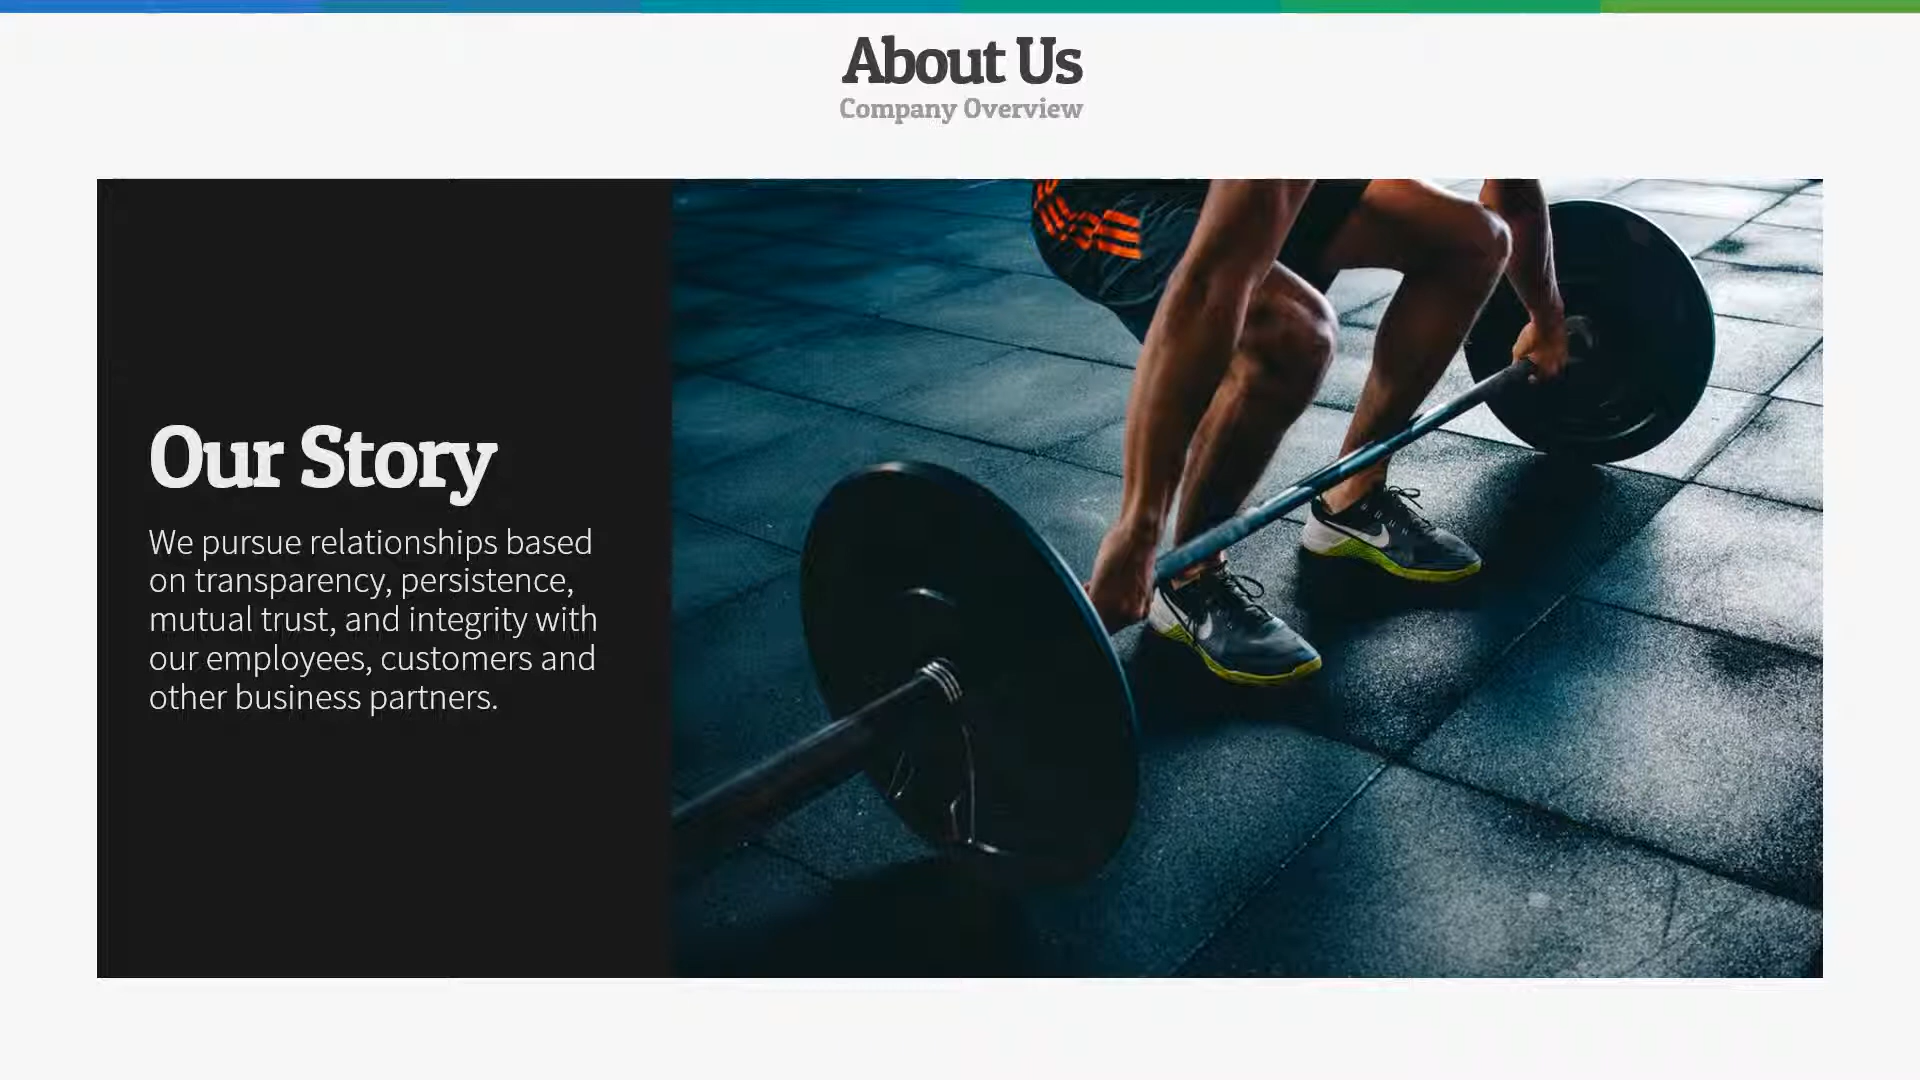 About Us
Company Overview
Our Story
We pursue relationships based
on transparency, persistence,
mutual trust, and integrity with
our employees, customers and
other business partners.